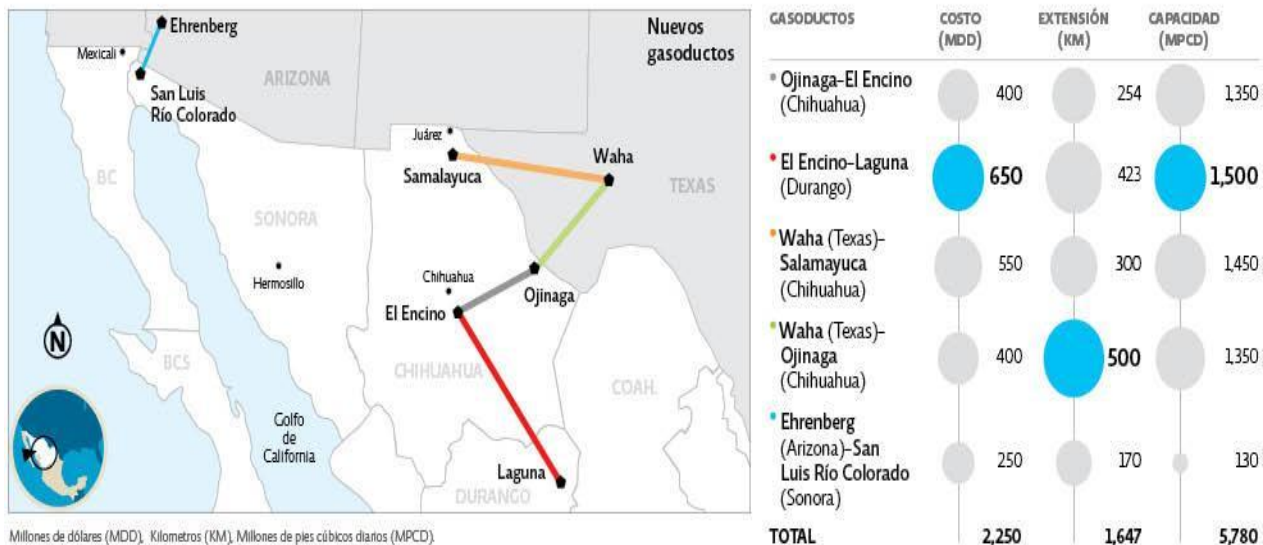 Nuevos
gasoductos
Ehrenberg
Mexicali
San Luis
Río Colorado
ARIZONA
Juárez
Samalayuca
Waha
TEXAS
BC
SONORA
Hermosillo
Chihuahua
Ojinaga
El Encino
N
BCS
CHIHUAHUA
COAH.
Golfo
de
California
Laguna
DURANGO
Millones de dólares (MDD), Kilometros (KM), Millones de pies cúbicos diarios (MPCD).
GASODUCTOS COSTO EXTENSIÓN CAPACIDAD
(MDD) (KM) (MPCD)
Ojinaga-El Encino
(Chihuahua) 400 254 1,350
El Encino-Laguna
(Durango) 650 423 1,500
Waha (Texas)-
Salamayuca
(Chihuahua) 550 300 1,450
Waha (Texas)-
Ojinaga
(Chihuahua) 400 500 1,350
Ehrenberg
(Arizona)-San
Luis Río Colorado
(Sonora) 250 170 130
TOTAL 2,250 1,647 5,780